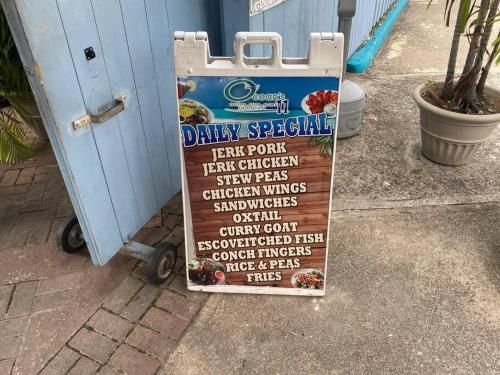 Ocean's
11
DAILY SPECIAL
JERK PORK
JERK CHICKEN
STEW PEAS
CHICKEN WINGS
SANDWICHES
OXTAIL
CURRY GOAT
ESCOVEITCHED FISH
CONCH FINGERS
RICE & PEAS
FRIES